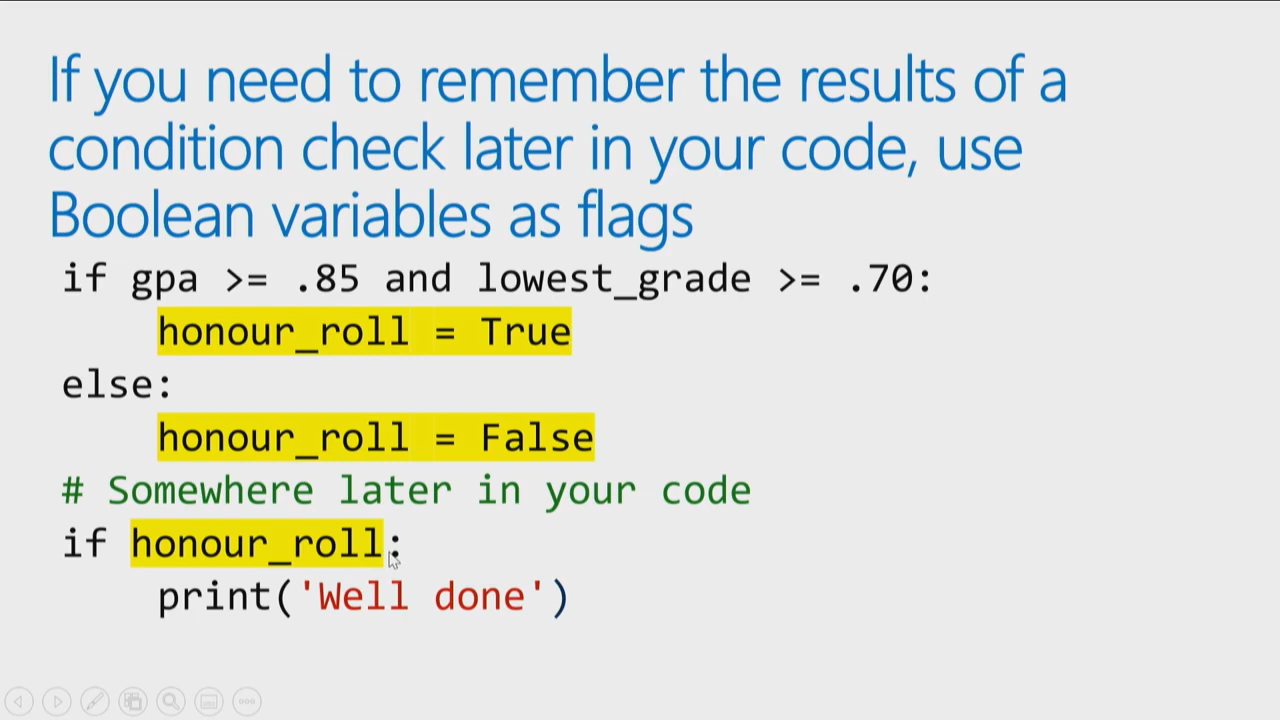 If you need to remember the results of a
condition check later in your code, use
Boolean variables as flags
if gpa >= .85 and lowest_grade >= .70:
    honour_roll = True
else:
    honour_roll = False
# Somewhere later in your code
if honour_roll:
    print('Well done')